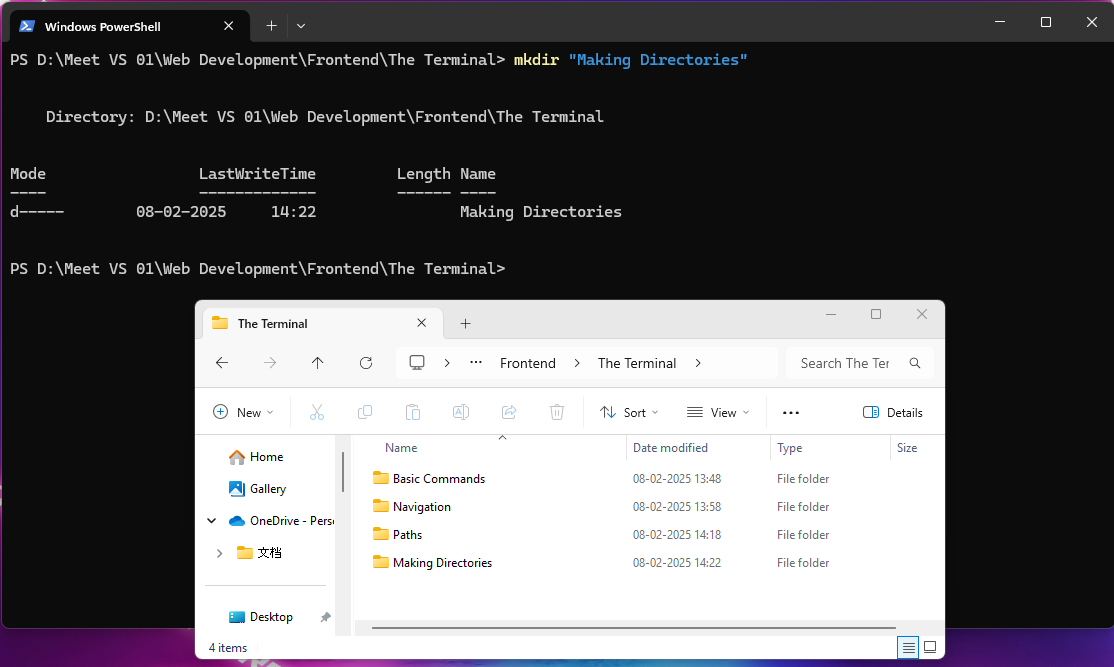 Windows PowerShell
PS D:\Meet VS 01\Web Development\Frontend\The Terminal> mkdir "Making Directories"
Directory: D:\Meet VS 01\Web Development\Frontend\The Terminal
Mode LastWriteTime Length Name
---- ------------- ------ ----
d----- 08-02-2025 14:22 Making Directories
PS D:\Meet VS 01\Web Development\Frontend\The Terminal>
The Terminal
Frontend The Terminal Search The Ter
New Sort View Details
Name Date modified Type Size
Home
Gallery
OneDrive - Pers
文档
Desktop
Basic Commands 08-02-2025 13:48 File folder
Navigation 08-02-2025 13:58 File folder
Paths 08-02-2025 14:18 File folder
Making Directories 08-02-2025 14:22 File folder
4 items